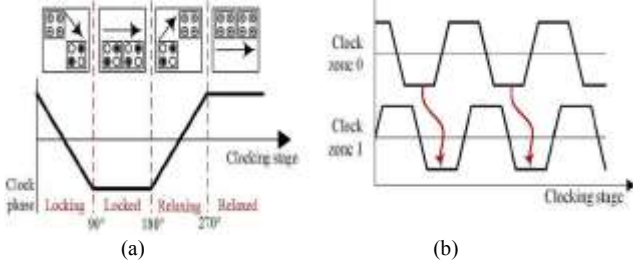 Clocking stage
Clock
phase
Locking
Locked
Relaxing
Relaxed
90°
180°
270°
(a)
Clock
zone 0
Clock
zone 1
Clocking stage
(b)